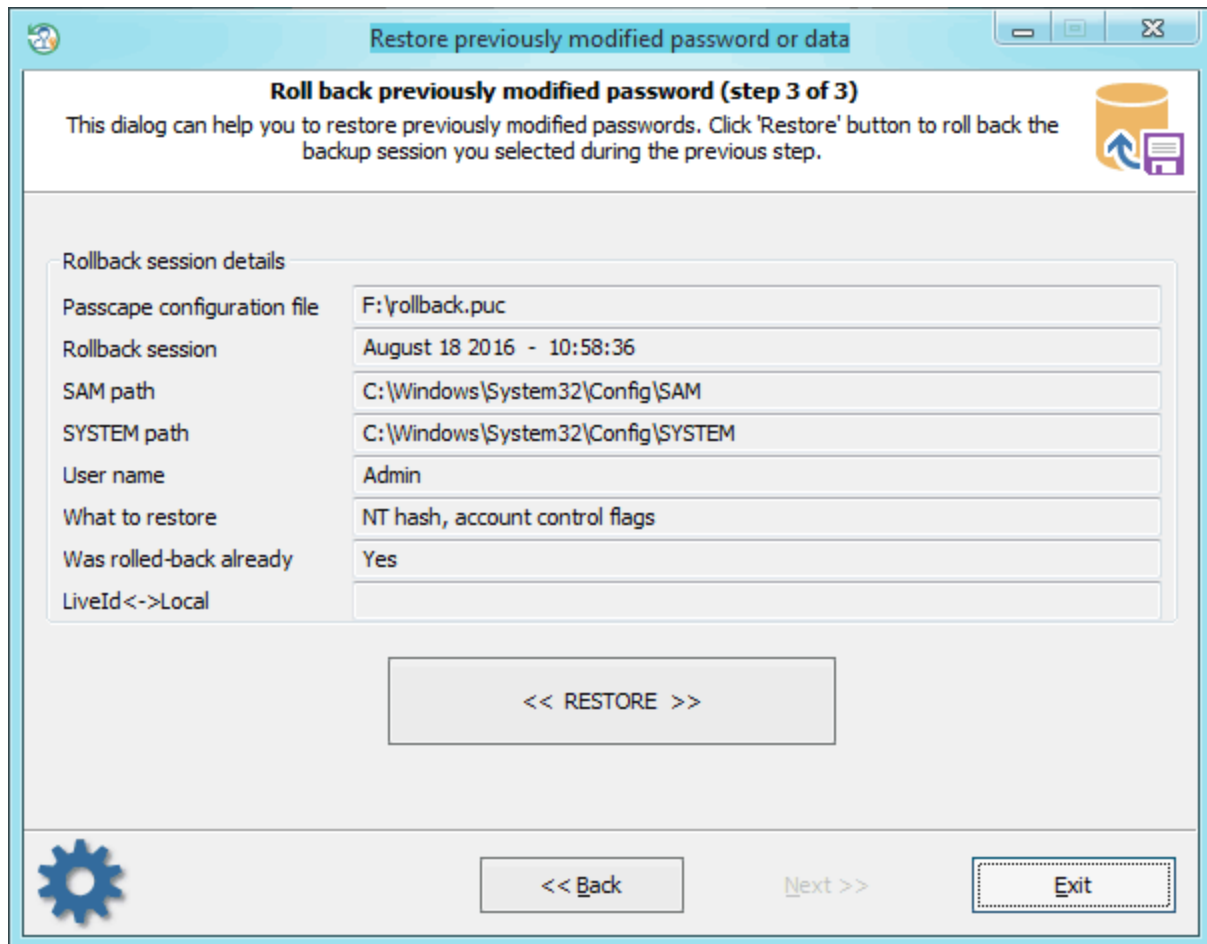 Restore previously modified password or data
Roll back previously modified password (step 3 of 3)
This dialog can help you to restore previously modified passwords. Click 'Restore' button to roll back the
backup session you selected during the previous step.
Rollback session details
Passcape configuration file F:\rollback.puc
Rollback session August 18 2016 - 10:58:36
SAM path C:\Windows\System32\Config\SAM
SYSTEM path C:\Windows\System32\Config\SYSTEM
User name Admin
What to restore NT hash, account control flags
Was rolled-back already Yes
LiveId<->Local
<< RESTORE >>
<< Back Next >> Exit